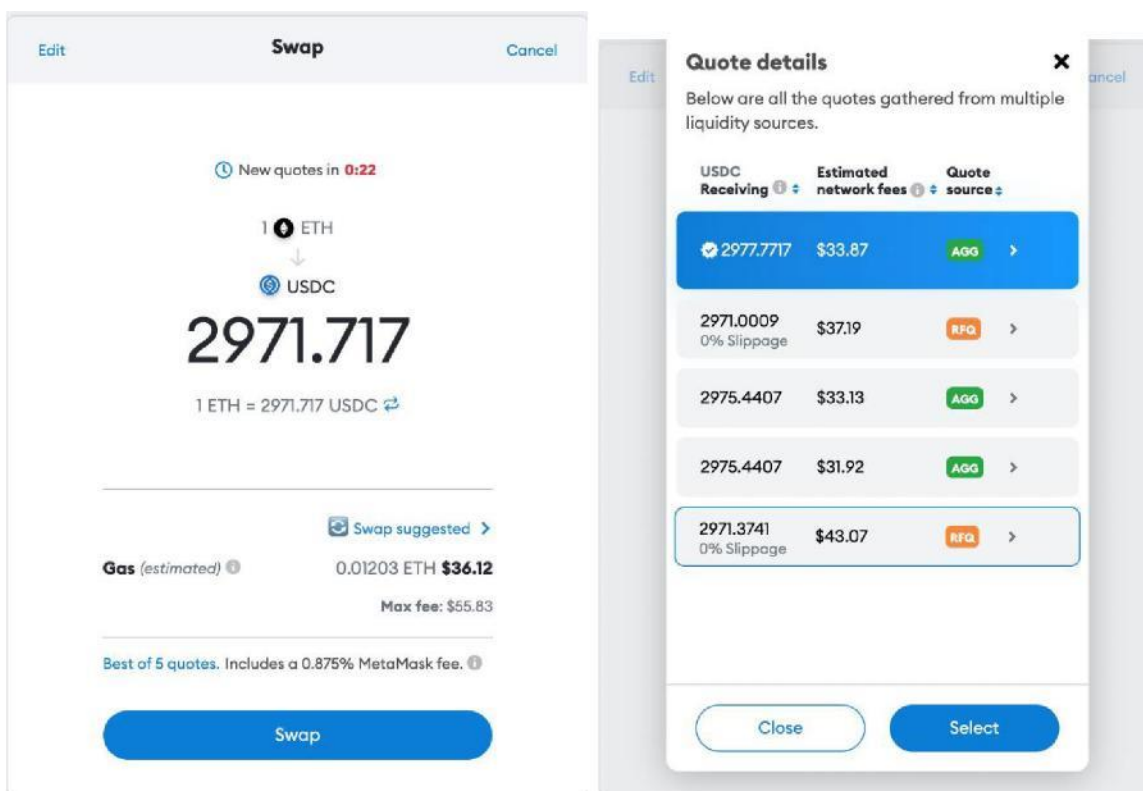 Edit Swap Cancel
New quotes in 0:22
1 ETH
USDC
2971.717
1 ETH = 2971.717 USDC
Swap suggested
Gas (estimated) 0.01203 ETH $36.12
Max fee: $55.83
Best of 5 quotes. Includes a 0.875% MetaMask fee.
Swap
Edit
ancel
Quote details
Below are all the quotes gathered from multiple
liquidity sources.
USDC Estimated Quote
Receiving network fees source
2977.7717 $33.87 AGG
2971.0009 $37.19 RFQ
0% Slippage
2975.4407 $33.13 AGG
2975.4407 $31.92 AGG
2971.3741 $43.07 RFQ
0% Slippage
Close Select